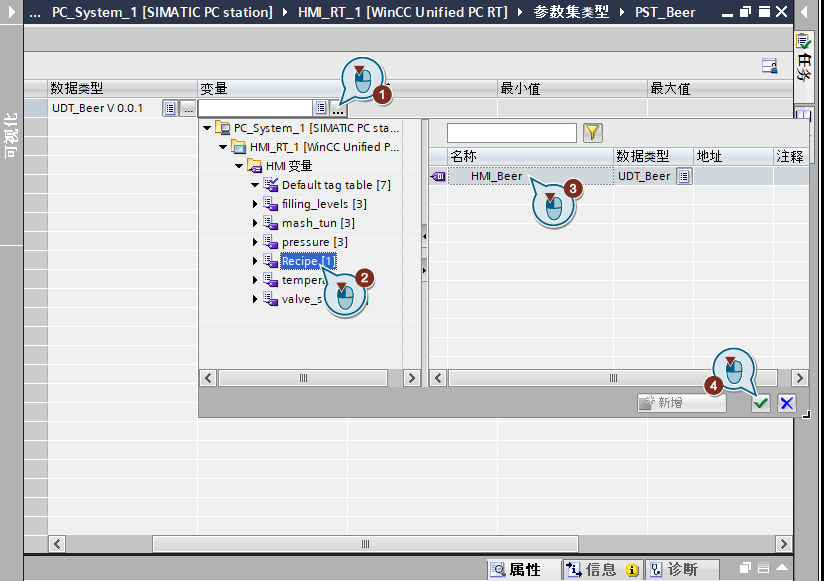 ... PC_System_1 [SIMATIC PC station] HMI_RT_1 [WinCC Unified PC RT] 参数集类型 PST_Beer
任务
可视化
数据类型 变量 最小值 最大值
UDT_Beer V 0.0.1 ... ...
1
PC_System_1 [SIMATIC PC sta...
HMI_RT_1 [WinCC Unified P...
HMI 变量
Default tag table [7]
filling_levels [3]
mash_tun [3]
pressure [3]
Recipe [1]
2
名称 数据类型 地址 注释
HMI_Beer UDT_Beer
3
4
新增
属性 信息 诊断